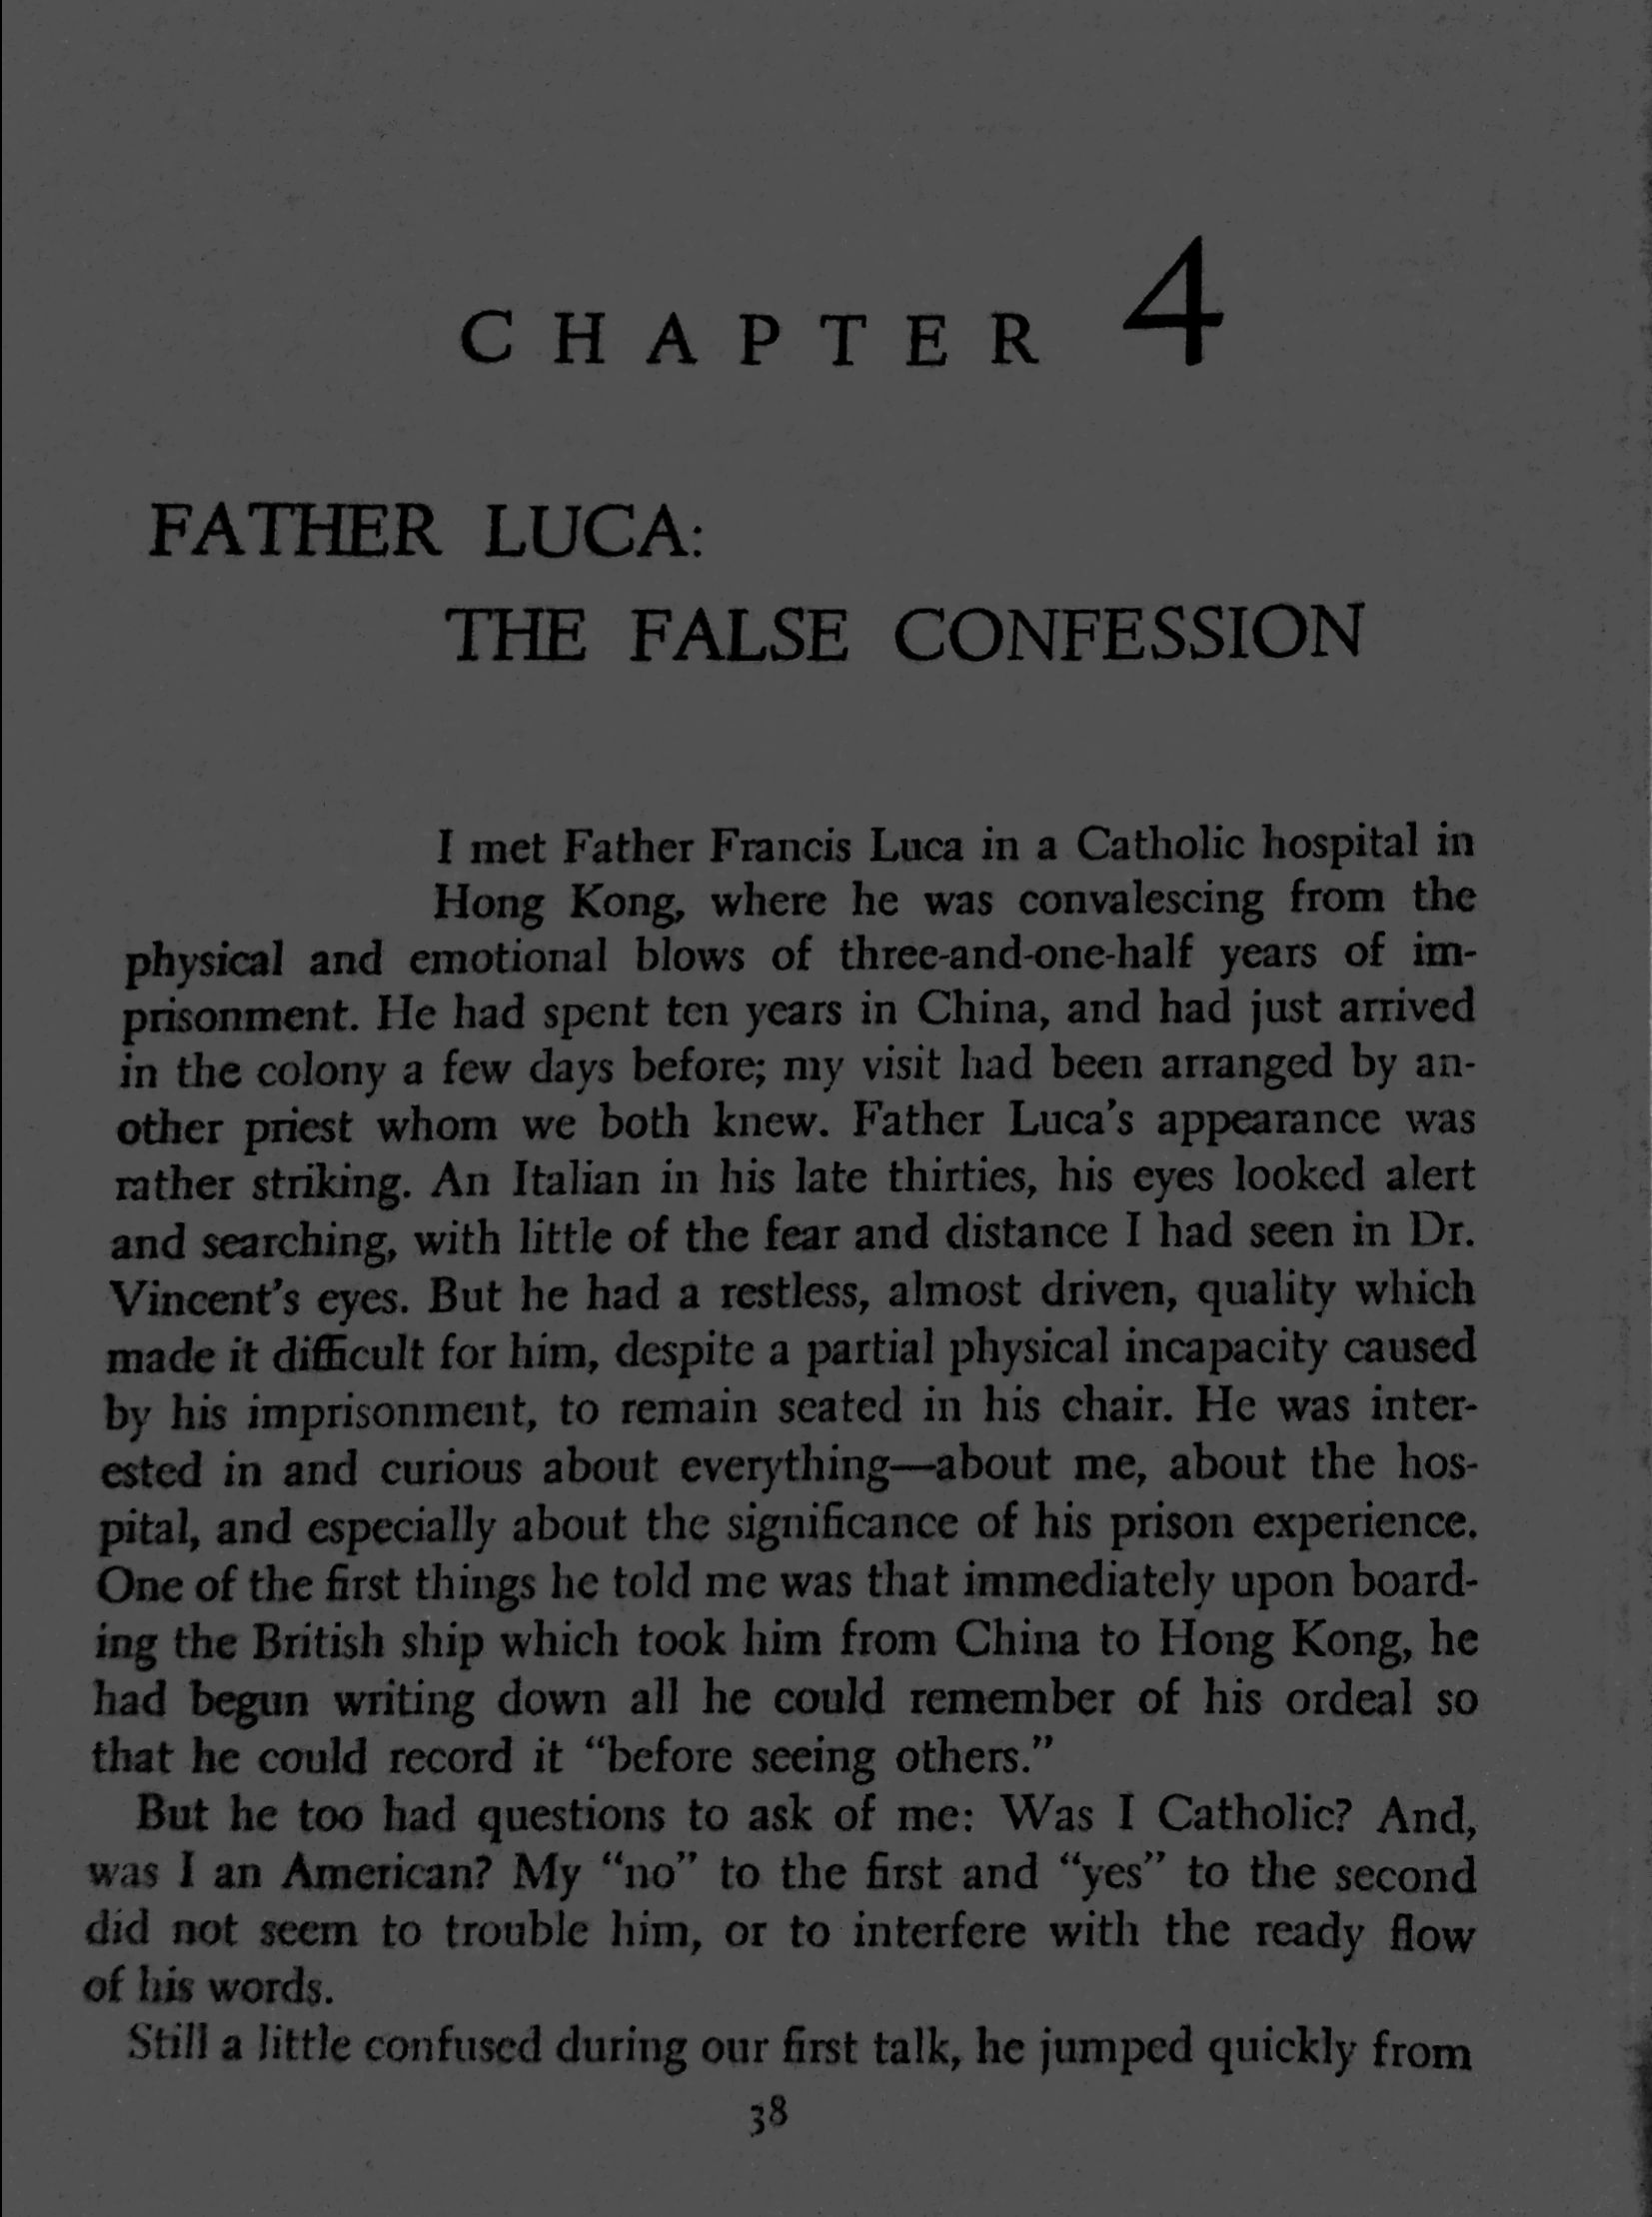 CHAPTER 4
FATHER LUCA:
THE FALSE CONFESSION
I met Father Francis Luca in a Catholic hospital in
Hong Kong, where he was convalescing from the
physical and emotional blows of three-and-one-half years of im-
prisonment. He had spent ten years in China, and had just arrived
in the colony a few days before; my visit had been arranged by an-
other priest whom we both knew. Father Luca's appearance was
rather striking. An Italian in his late thirties, his eyes looked alert
and searching, with little of the fear and distance I had seen in Dr.
Vincent's eyes. But he had a restless, almost driven, quality which
made it difficult for him, despite a partial physical incapacity caused
by his imprisonment, to remain seated in his chair. He was inter-
ested in and curious about everything—about me, about the hos-
pital, and especially about the significance of his prison experience.
One of the first things he told me was that immediately upon board-
ing the British ship which took him from China to Hong Kong, he
had begun writing down all he could remember of his ordeal so
that he could record it “before seeing others.”
But he too had questions to ask of me: Was I Catholic? And,
was I an American? My “no” to the first and “yes” to the second
did not seem to trouble him, or to interfere with the ready flow
of his words.
Still a little confused during our first talk, he jumped quickly from
38